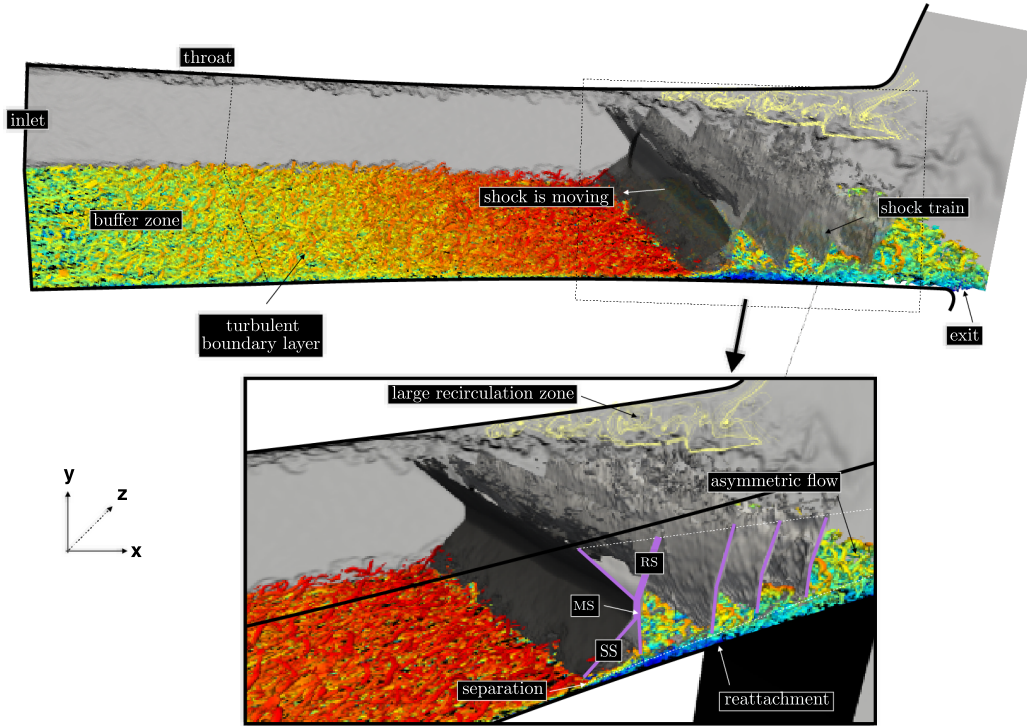 throat
inlet
shock is moving
shock train
buffer zone
turbulent
boundary layer
exit
large recirculation zone
asymmetric flow
y
z
x
RS
MS
SS
separation
reattachment